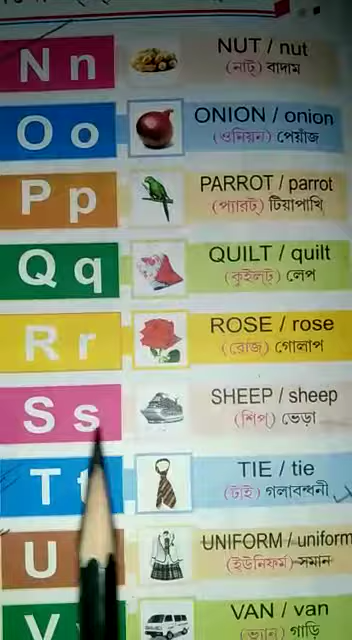 N n
NUT / nut
(নাট্) বাদাম
O o
ONION / onion
(ওনিয়ন) পেয়াঁজ
P p
PARROT / parrot
(প্যারট্) টিয়াপাখি
Q q
QUILT / quilt
(কুইল্ট্) লেপ
R r
ROSE / rose
(রোজ) গোলাপ
S s
SHEEP / sheep
(শিপ্) ভেড়া
T t
TIE / tie
(টাই) গলাবন্ধনী
U
UNIFORM / uniform
(ইউনিফর্ম) সমান
V
VAN / van
(ভ্যান) গাড়ি